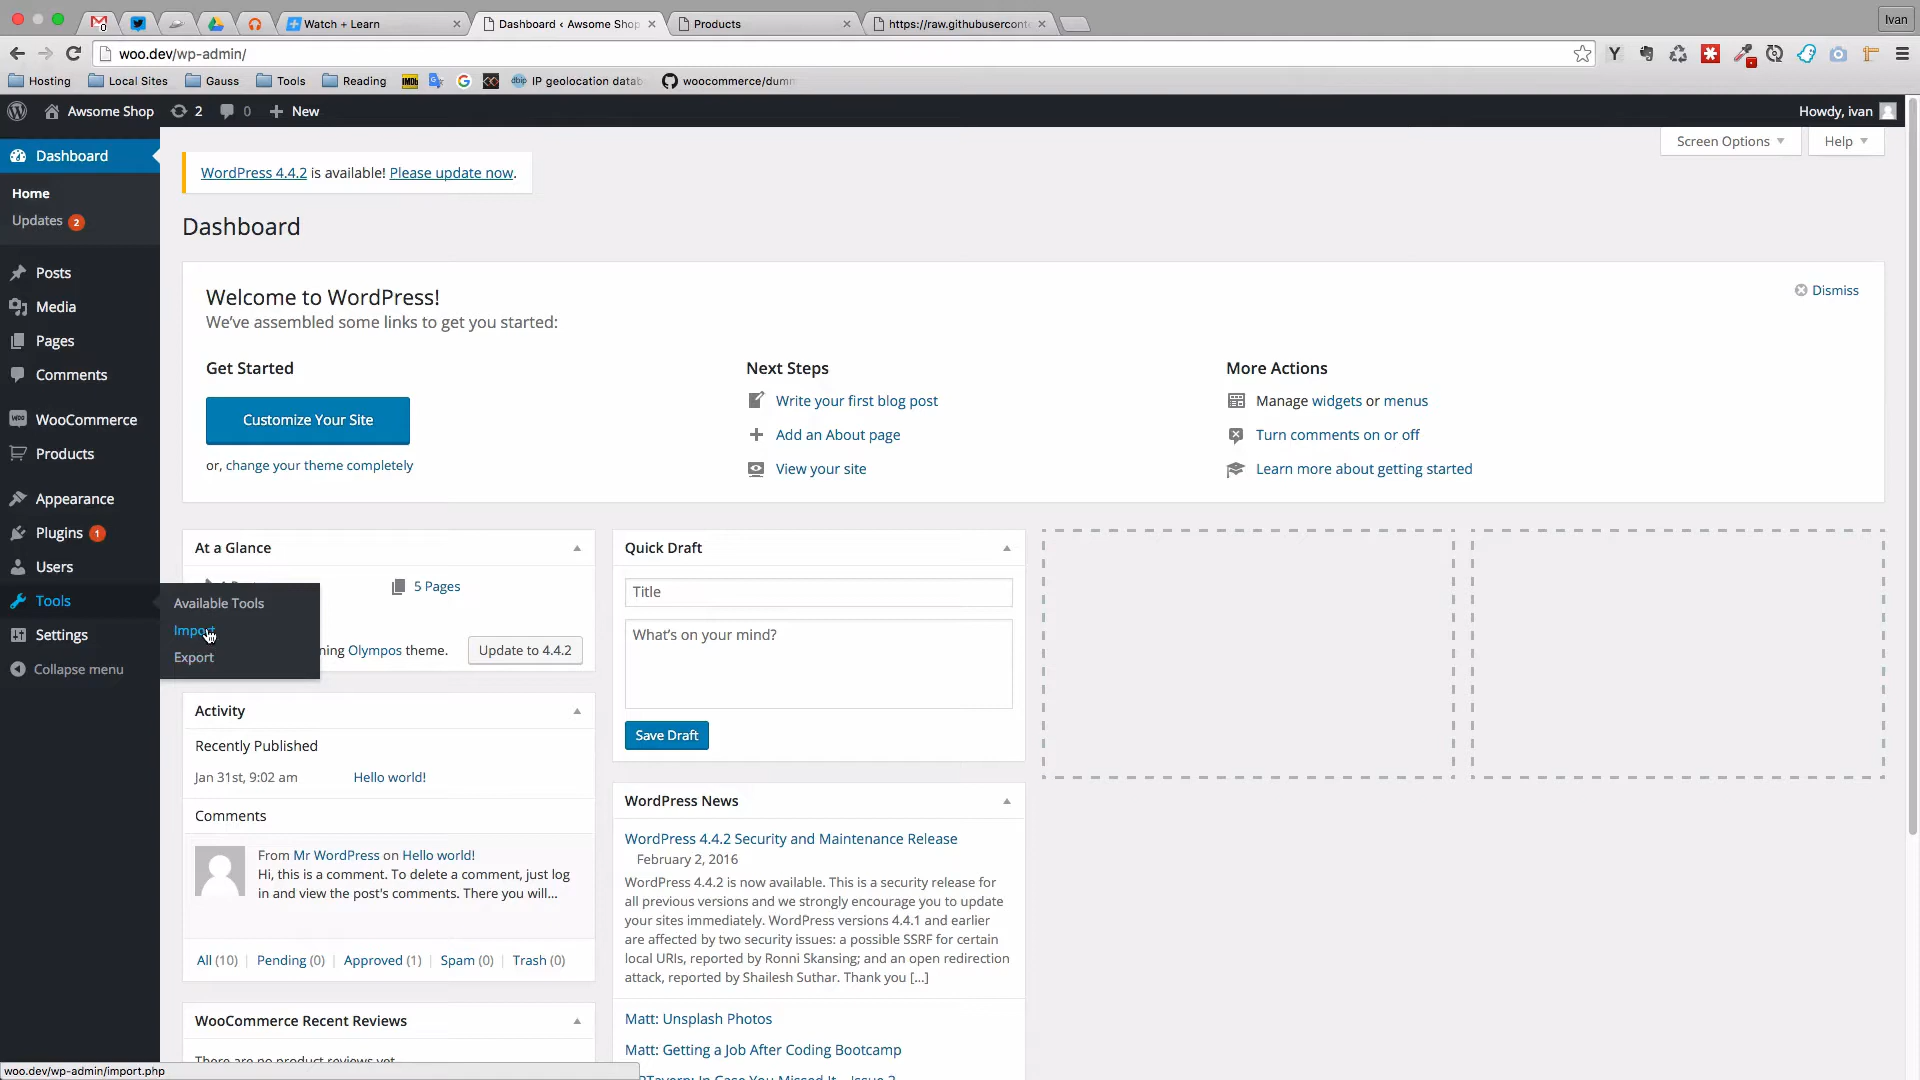 Watch + Learn
Dashboard ‹ Awsome Shop
Products
https://raw.githubusercont
Ivan
woo.dev/wp-admin/
Hosting
Local Sites
Gauss
Tools
Reading
IMDb
IP geolocation datab
woocommerce/dumm
Awsome Shop
2
0
New
Howdy, ivan
Dashboard
Home
Updates 2
Posts
Media
Pages
Comments
WooCommerce
Products
Appearance
Plugins 1
Users
Tools
Settings
Collapse menu
Available Tools
Import
Export
Screen Options
Help
WordPress 4.4.2 is available! Please update now.
Dashboard
Welcome to WordPress!
We've assembled some links to get you started:
Dismiss
Get Started
Customize Your Site
or, change your theme completely
Next Steps
Write your first blog post
Add an About page
View your site
More Actions
Manage widgets or menus
Turn comments on or off
Learn more about getting started
At a Glance
5 Pages
ning Olympos theme.
Update to 4.4.2
Activity
Recently Published
Jan 31st, 9:02 am
Hello world!
Comments
From Mr WordPress on Hello world!
Hi, this is a comment. To delete a comment, just log
in and view the post's comments. There you will...
All (10) | Pending (0) | Approved (1) | Spam (0) | Trash (0)
WooCommerce Recent Reviews
There are no product reviews yet.
Quick Draft
Title
What's on your mind?
Save Draft
WordPress News
WordPress 4.4.2 Security and Maintenance Release
February 2, 2016
WordPress 4.4.2 is now available. This is a security release for
all previous versions and we strongly encourage you to update
your sites immediately. WordPress versions 4.4.1 and earlier
are affected by two security issues: a possible SSRF for certain
local URIs, reported by Ronni Skansing; and an open redirection
attack, reported by Shailesh Suthar. Thank you [...]
Matt: Unsplash Photos
Matt: Getting a Job After Coding Bootcamp
woo.dev/wp-admin/import.php